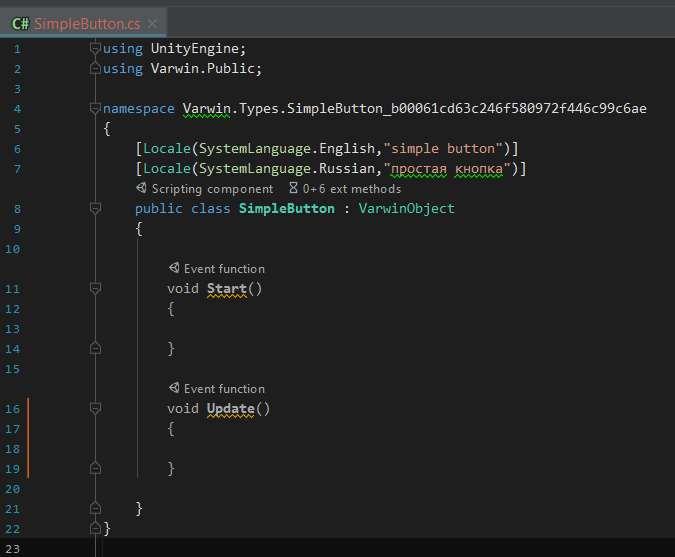 C# SimpleButton.cs ×
1 using UnityEngine;
2 using Varwin.Public;
3
4 namespace Varwin.Types.SimpleButton_b00061cd63c246f580972f446c99c6ae
5 {
6 [Locale(SystemLanguage.English,"simple button")]
7 [Locale(SystemLanguage.Russian,"простая кнопка")]
Scripting component 0+6 ext methods
8 public class SimpleButton : VarwinObject
9 {
10
Event function
11 void Start()
12 {
13
14 }
15
Event function
16 void Update()
17 {
18
19 }
20
21 }
22 }
23